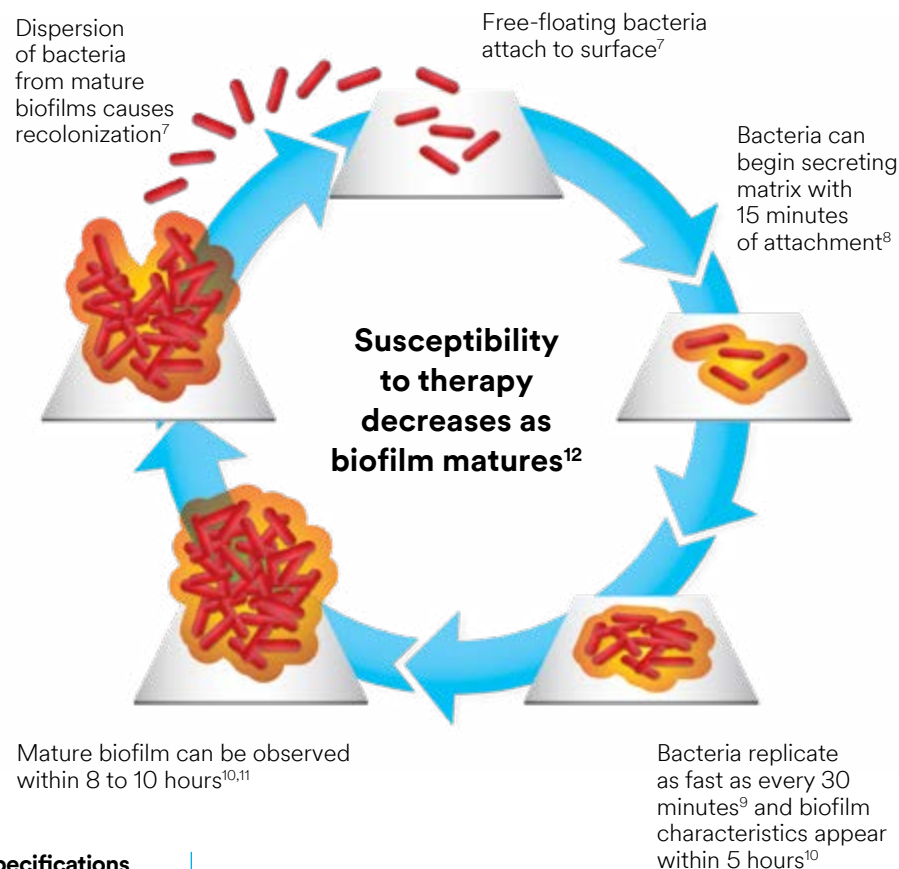 Dispersion
of bacteria
from mature
biofilms causes
recolonization⁷
Free-floating bacteria
attach to surface⁷
Bacteria can
begin secreting
matrix with
15 minutes
of attachment⁸
Susceptibility
to therapy
decreases as
biofilm matures¹²
Mature biofilm can be observed
within 8 to 10 hours¹⁰,¹¹
Bacteria replicate
as fast as every 30
minutes⁹ and biofilm
characteristics appear
within 5 hours¹⁰